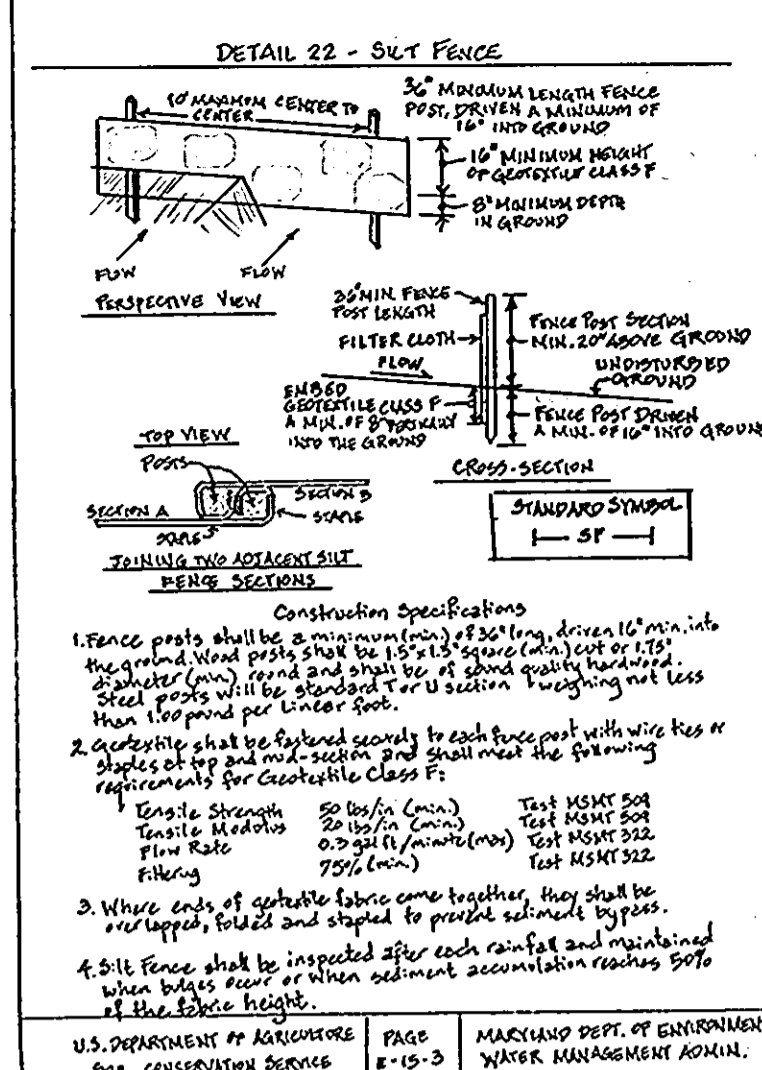 DETAIL 22 - SILT FENCE
10' MAXIMUM CENTER TO
CENTER
36" MINIMUM LENGTH FENCE
POST, DRIVEN A MINIMUM OF
16" INTO GROUND
16" MINIMUM HEIGHT
OF GEOTEXTILE CLASS F
8" MINIMUM DEPTH
IN GROUND
FLOW
FLOW
PERSPECTIVE VIEW
36" MIN. FENCE
POST LENGTH
FILTER CLOTH
FLOW
FENCE POST SECTION
MIN. 20" ABOVE GROUND
UNDISTURBED
GROUND
EMBED
GEOTEXTILE CLASS F
A MIN. OF 8" VERTICALLY
INTO THE GROUND
FENCE POST DRIVEN
A MIN. OF 16" INTO GROUND
CROSS-SECTION
TOP VIEW
POSTS
SECTION A
SECTION B
STAPLE
STAPLE
JOINING TWO ADJACENT SILT
FENCE SECTIONS
STANDARD SYMBOL
SF
Construction Specifications
1. Fence posts shall be a minimum (min.) of 36" long, driven 16" min. into
the ground. Wood posts shall be 1.5" x 1.5" square (min.) cut or 1.75"
diameter (min) round and shall be of sound quality hardwood.
Steel posts will be standard T or U section weighing not less
than 1.00 pound per linear foot.
2. Geotextile shall be fastened securely to each fence post with wire ties or
staples at top and mid-section and shall meet the following
requirements for Geotextile Class F:
Tensile Strength 50 lbs/in (min.) Test MSMT 509
Tensile Modulus 20 lbs/in (min.) Test MSMT 509
Flow Rate 0.3 gal ft/minute (max) Test MSMT 322
Filtering 75% (min.) Test MSMT 322
3. Where ends of geotextile fabric come together, they shall be
overlapped, folded and stapled to prevent sediment bypass.
4. Silt Fence shall be inspected after each rainfall and maintained
when bulges occur or when sediment accumulation reaches 50%
of the fabric height.
U.S. DEPARTMENT OF AGRICULTURE
CONSERVATION SERVICE
PAGE
E-15-3
MARYLAND DEPT. OF ENVIRONMEN
WATER MANAGEMENT ADMIN.